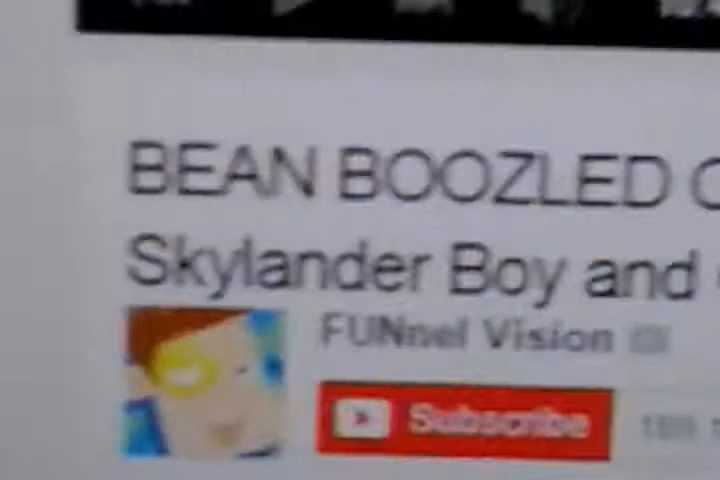 BEAN BOOZLED
Skylander Boy and
FUNnel Vision
Subscribe